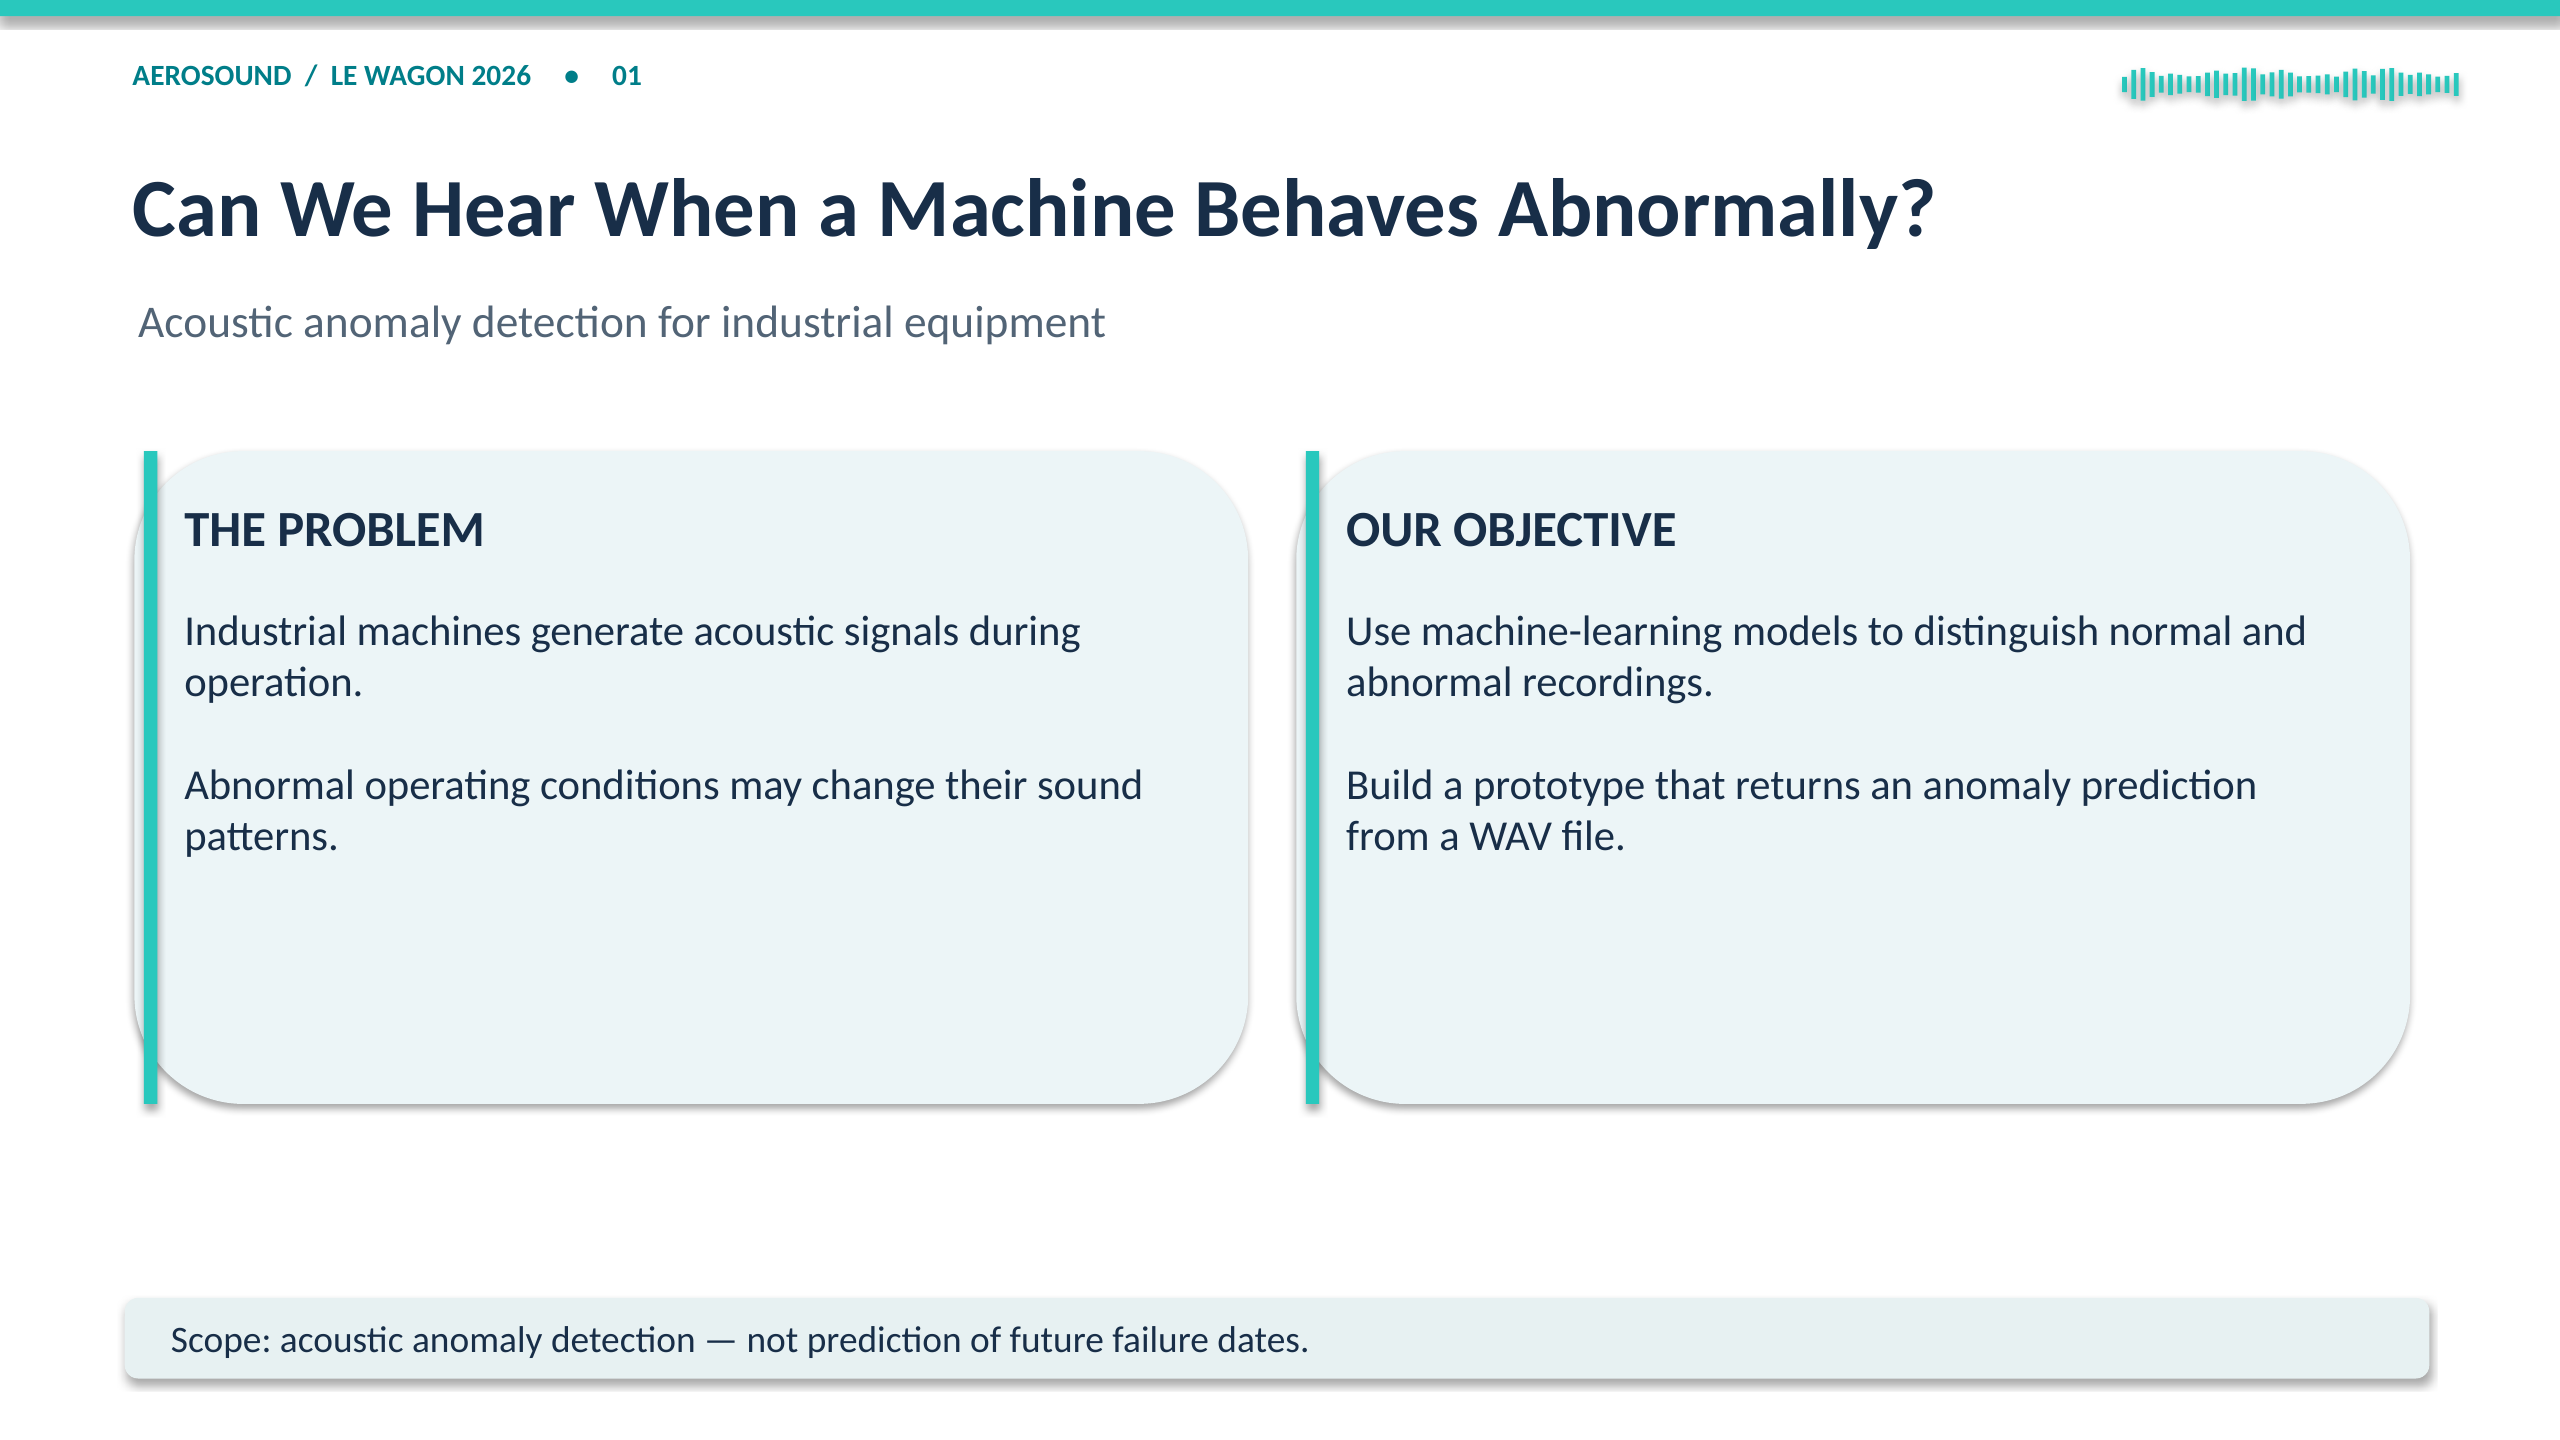 AEROSOUND / LE WAGON 2026 • 01
Can We Hear When a Machine Behaves Abnormally?
Acoustic anomaly detection for industrial equipment
THE PROBLEM
Industrial machines generate acoustic signals during
operation.
Abnormal operating conditions may change their sound
patterns.
OUR OBJECTIVE
Use machine-learning models to distinguish normal and
abnormal recordings.
Build a prototype that returns an anomaly prediction
from a WAV file.
Scope: acoustic anomaly detection — not prediction of future failure dates.